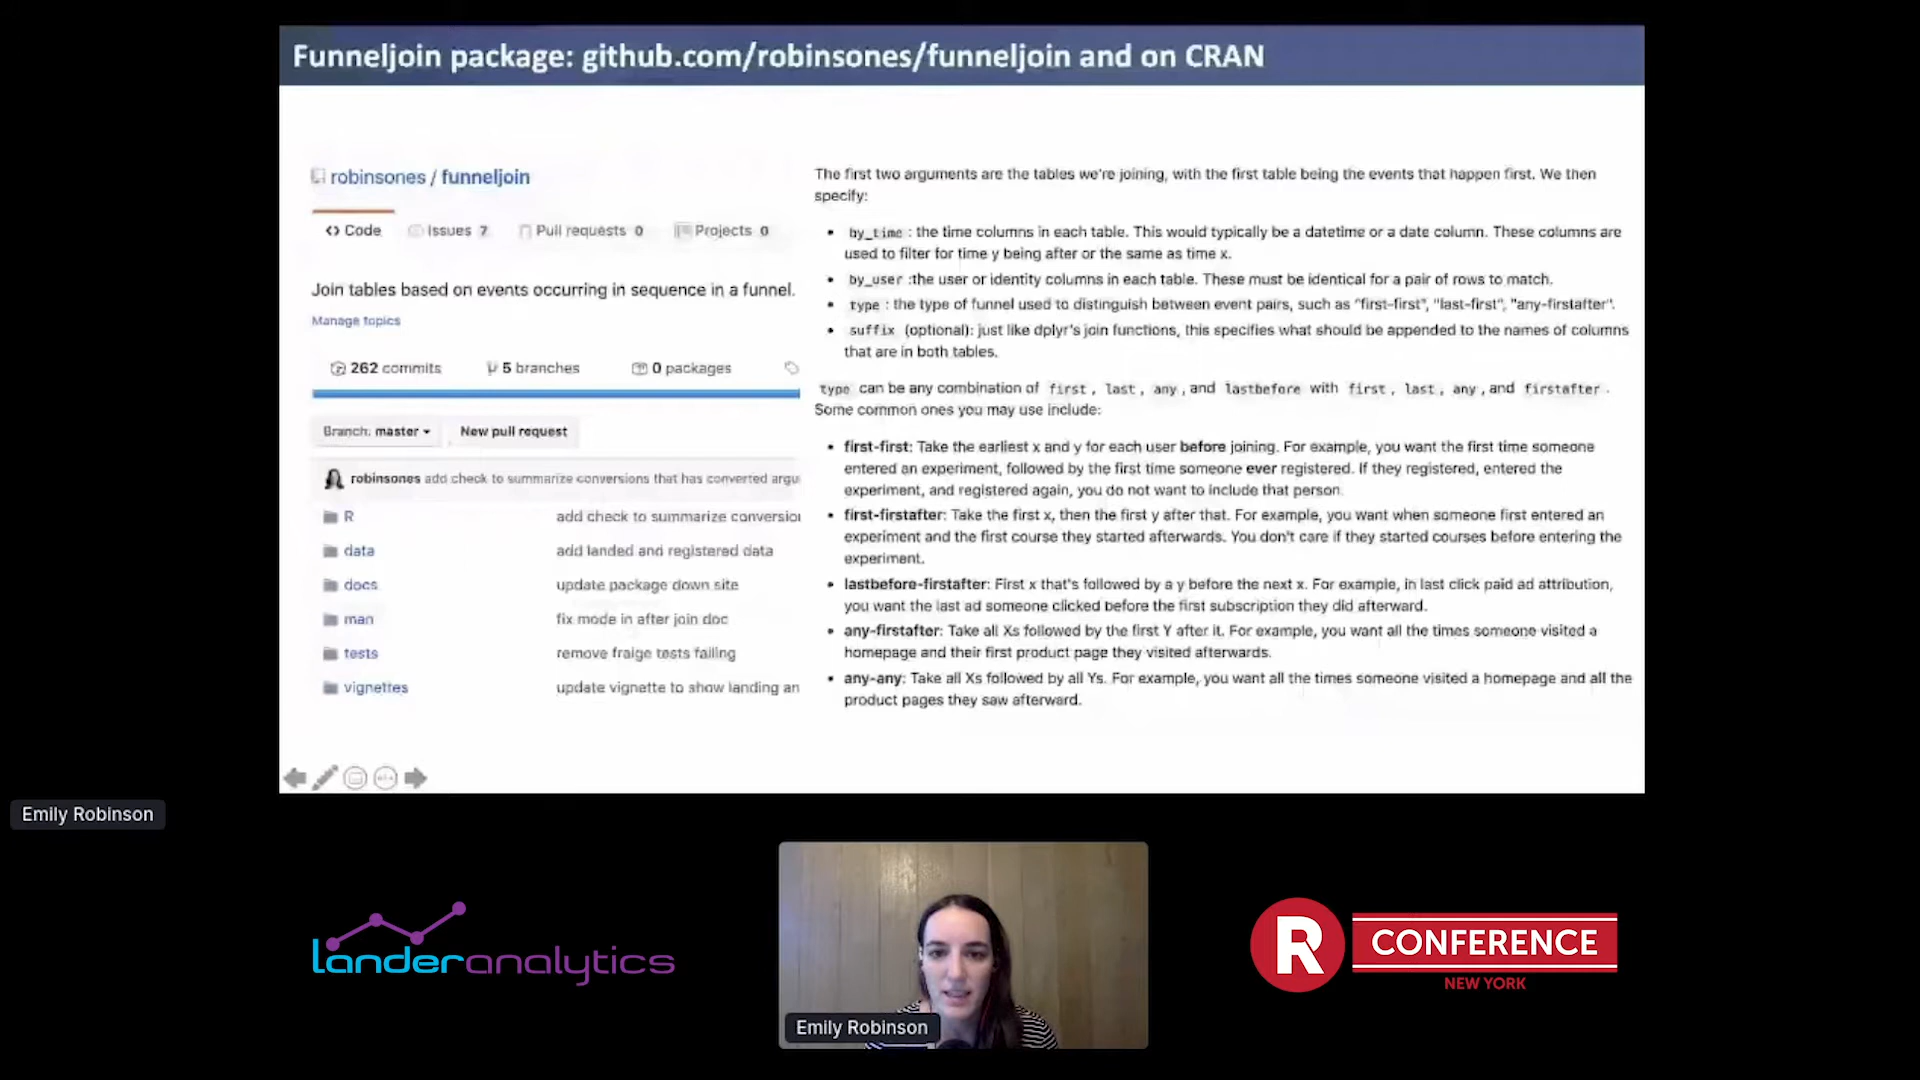 Funneljoin package: github.com/robinsones/funneljoin and on CRAN
robinsones / funneljoin
Code Issues 7 Pull requests 0 Projects 0
Join tables based on events occurring in sequence in a funnel.
Manage topics
262 commits 5 branches 0 packages
Branch: master New pull request
robinsones add check to summarize conversions that has converted argu
R add check to summarize conversion
data add landed and registered data
docs update package down site
man fix mode in after join doc
tests remove fraige tests failing
vignettes update vignette to show landing an
The first two arguments are the tables we're joining, with the first table being the events that happen first. We then
specify:
• by_time : the time columns in each table. This would typically be a datetime or a date column. These columns are
used to filter for time y being after or the same as time x.
• by_user :the user or identity columns in each table. These must be identical for a pair of rows to match.
• type : the type of funnel used to distinguish between event pairs, such as "first-first", "last-first", "any-firstafter".
• suffix (optional): just like dplyr's join functions, this specifies what should be appended to the names of columns
that are in both tables.
type can be any combination of first, last, any, and lastbefore with first, last, any, and firstafter.
Some common ones you may use include:
• first-first: Take the earliest x and y for each user before joining. For example, you want the first time someone
entered an experiment, followed by the first time someone ever registered. If they registered, entered the
experiment, and registered again, you do not want to include that person.
• first-firstafter: Take the first x, then the first y after that. For example, you want when someone first entered an
experiment and the first course they started afterwards. You don't care if they started courses before entering the
experiment.
• lastbefore-firstafter: First x that's followed by a y before the next x. For example, in last click paid ad attribution,
you want the last ad someone clicked before the first subscription they did afterward.
• any-firstafter: Take all Xs followed by the first Y after it. For example, you want all the times someone visited a
homepage and their first product page they visited afterwards.
• any-any: Take all Xs followed by all Ys. For example, you want all the times someone visited a homepage and all the
product pages they saw afterward.
Emily Robinson
landeranalytics
Emily Robinson
R CONFERENCE
NEW YORK